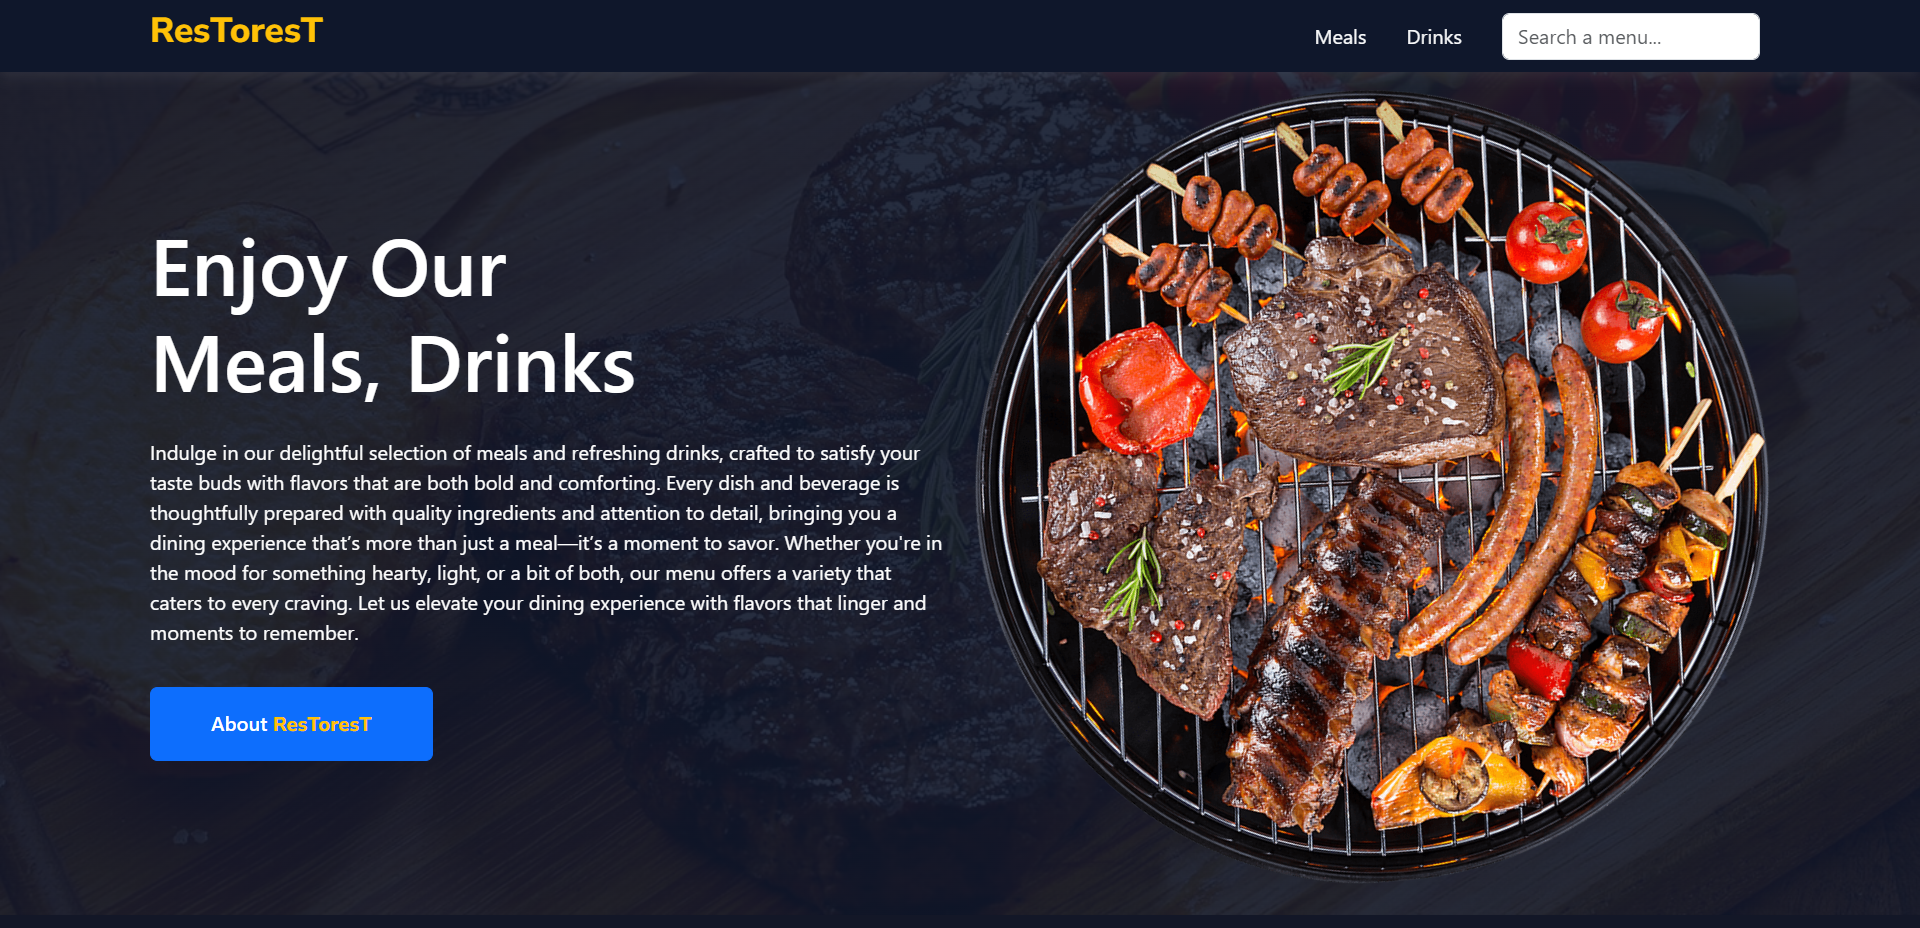 ResToresT
Meals
Drinks
Search a menu...
Enjoy Our
Meals, Drinks
Indulge in our delightful selection of meals and refreshing drinks, crafted to satisfy your
taste buds with flavors that are both bold and comforting. Every dish and beverage is
thoughtfully prepared with quality ingredients and attention to detail, bringing you a
dining experience that’s more than just a meal—it’s a moment to savor. Whether you're in
the mood for something hearty, light, or a bit of both, our menu offers a variety that
caters to every craving. Let us elevate your dining experience with flavors that linger and
moments to remember.
About ResToresT